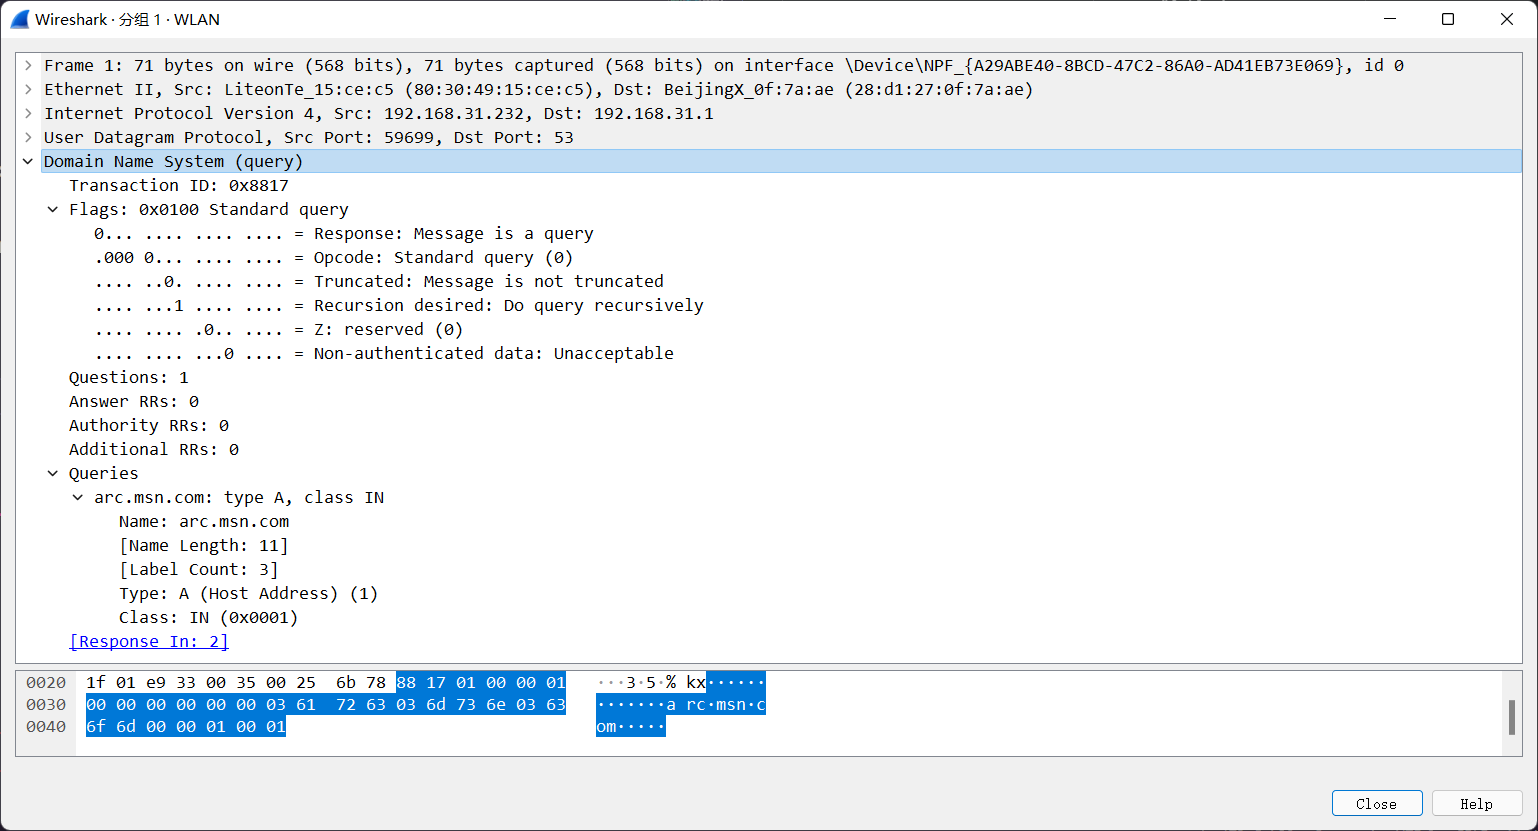 Wireshark · 分组 1 · WLAN
Frame 1: 71 bytes on wire (568 bits), 71 bytes captured (568 bits) on interface \Device\NPF_{A29ABE40-8BCD-47C2-86A0-AD41EB73E069}, id 0
Ethernet II, Src: LiteonTe_15:ce:c5 (80:30:49:15:ce:c5), Dst: BeijingX_0f:7a:ae (28:d1:27:0f:7a:ae)
Internet Protocol Version 4, Src: 192.168.31.232, Dst: 192.168.31.1
User Datagram Protocol, Src Port: 59699, Dst Port: 53
Domain Name System (query)
Transaction ID: 0x8817
Flags: 0x0100 Standard query
0... .... .... .... = Response: Message is a query
.000 0... .... .... = Opcode: Standard query (0)
.... ..0. .... .... = Truncated: Message is not truncated
.... ...1 .... .... = Recursion desired: Do query recursively
.... .... .0.. .... = Z: reserved (0)
.... .... ...0 .... = Non-authenticated data: Unacceptable
Questions: 1
Answer RRs: 0
Authority RRs: 0
Additional RRs: 0
Queries
arc.msn.com: type A, class IN
Name: arc.msn.com
[Name Length: 11]
[Label Count: 3]
Type: A (Host Address) (1)
Class: IN (0x0001)
[Response In: 2]
0020 1f 01 e9 33 00 35 00 25 6b 78 88 17 01 00 00 01 ···3·5·% kx······
0030 00 00 00 00 00 00 03 61 72 63 03 6d 73 6e 03 63 ·······a rc·msn·c
0040 6f 6d 00 00 01 00 01 om·····
Close Help